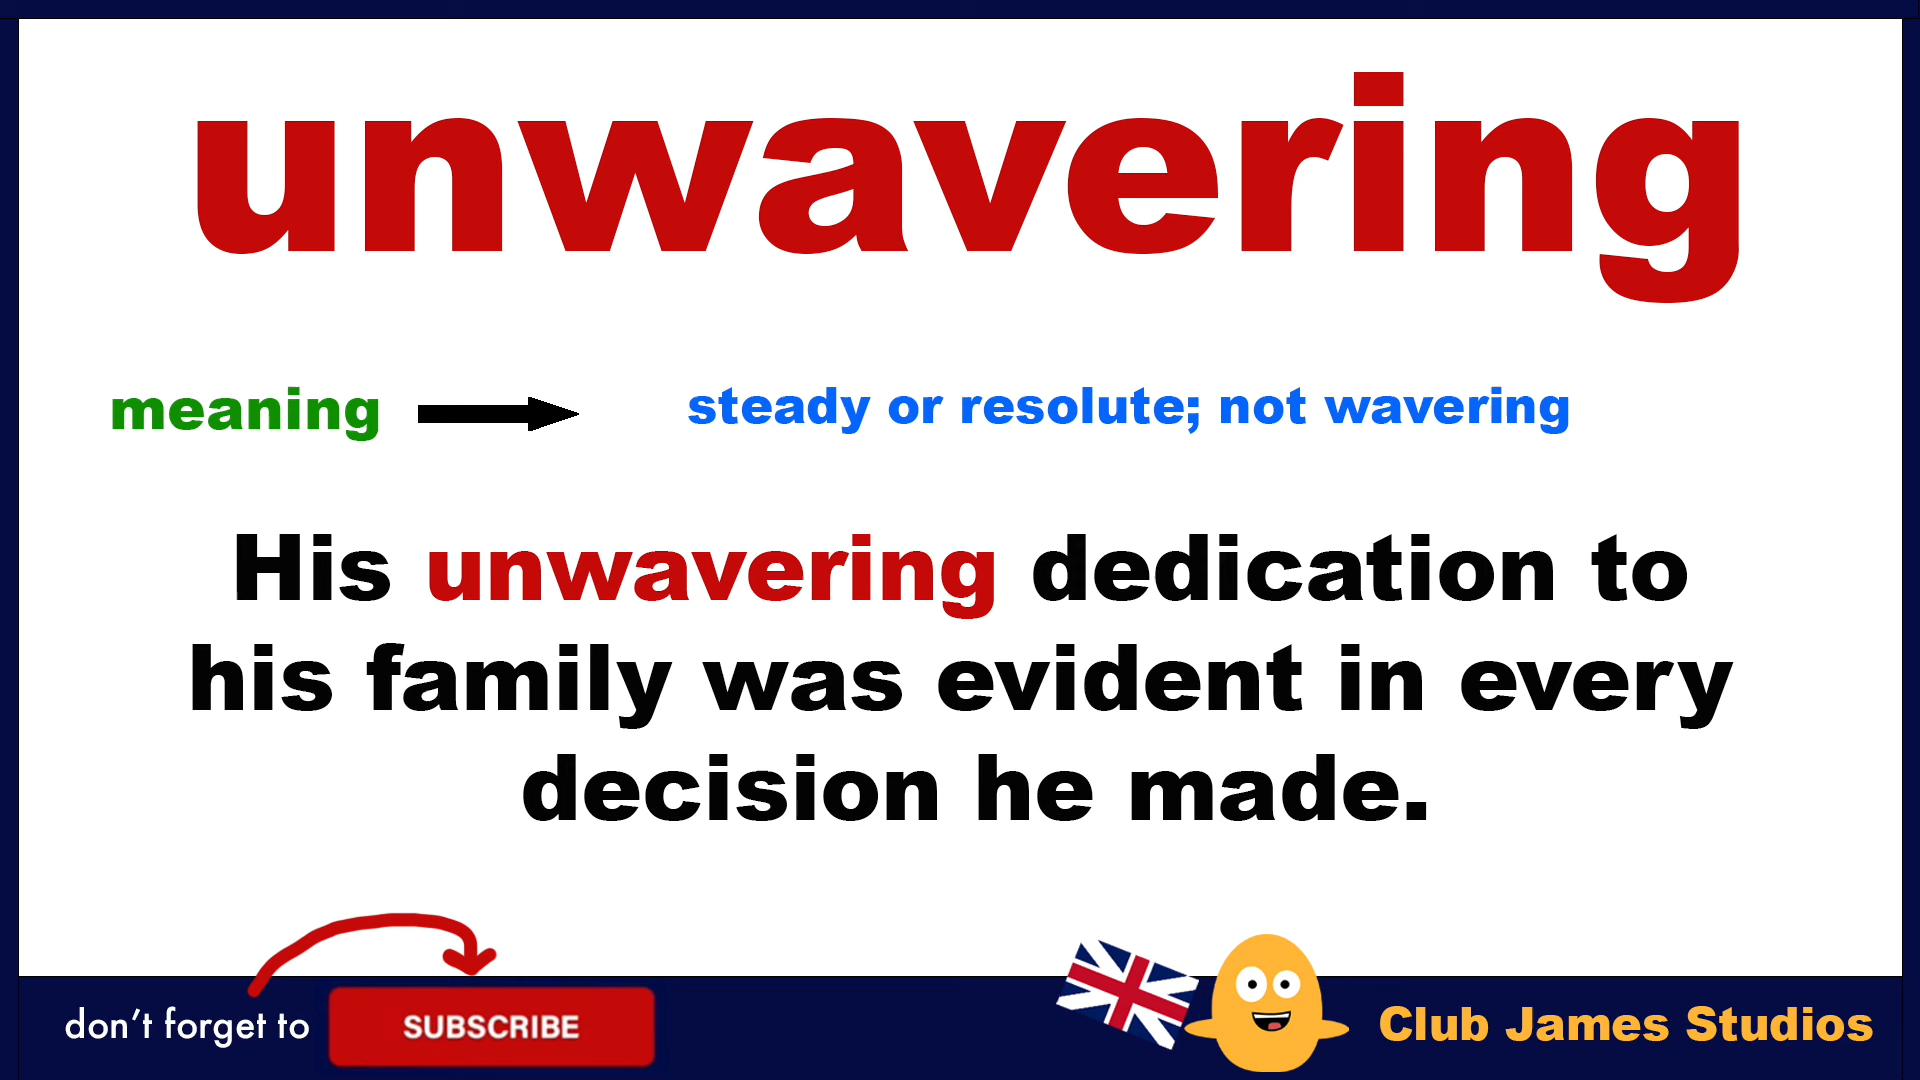 unwavering
meaning
steady or resolute; not wavering
His unwavering dedication to
his family was evident in every
decision he made.
don't forget to
SUBSCRIBE
Club James Studios